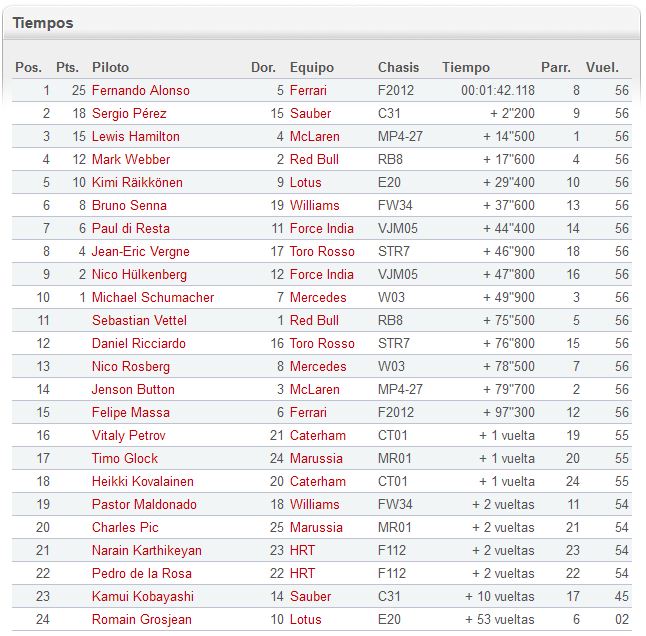 Tiempos
Pos. Pts. Piloto Dor. Equipo Chasis Tiempo Parr. Vuel.
1 25 Fernando Alonso 5 Ferrari F2012 00:01:42.118 8 56
2 18 Sergio Pérez 15 Sauber C31 + 2"200 9 56
3 15 Lewis Hamilton 4 McLaren MP4-27 + 14"500 1 56
4 12 Mark Webber 2 Red Bull RB8 + 17"600 4 56
5 10 Kimi Räikkönen 9 Lotus E20 + 29"400 10 56
6 8 Bruno Senna 19 Williams FW34 + 37"600 13 56
7 6 Paul di Resta 11 Force India VJM05 + 44"400 14 56
8 4 Jean-Eric Vergne 17 Toro Rosso STR7 + 46"900 18 56
9 2 Nico Hülkenberg 12 Force India VJM05 + 47"800 16 56
10 1 Michael Schumacher 7 Mercedes W03 + 49"900 3 56
11 Sebastian Vettel 1 Red Bull RB8 + 75"500 5 56
12 Daniel Ricciardo 16 Toro Rosso STR7 + 76"800 15 56
13 Nico Rosberg 8 Mercedes W03 + 78"500 7 56
14 Jenson Button 3 McLaren MP4-27 + 79"700 2 56
15 Felipe Massa 6 Ferrari F2012 + 97"300 12 56
16 Vitaly Petrov 21 Caterham CT01 + 1 vuelta 19 55
17 Timo Glock 24 Marussia MR01 + 1 vuelta 20 55
18 Heikki Kovalainen 20 Caterham CT01 + 1 vuelta 24 55
19 Pastor Maldonado 18 Williams FW34 + 2 vueltas 11 54
20 Charles Pic 25 Marussia MR01 + 2 vueltas 21 54
21 Narain Karthikeyan 23 HRT F112 + 2 vueltas 23 54
22 Pedro de la Rosa 22 HRT F112 + 2 vueltas 22 54
23 Kamui Kobayashi 14 Sauber C31 + 10 vueltas 17 45
24 Romain Grosjean 10 Lotus E20 + 53 vueltas 6 02